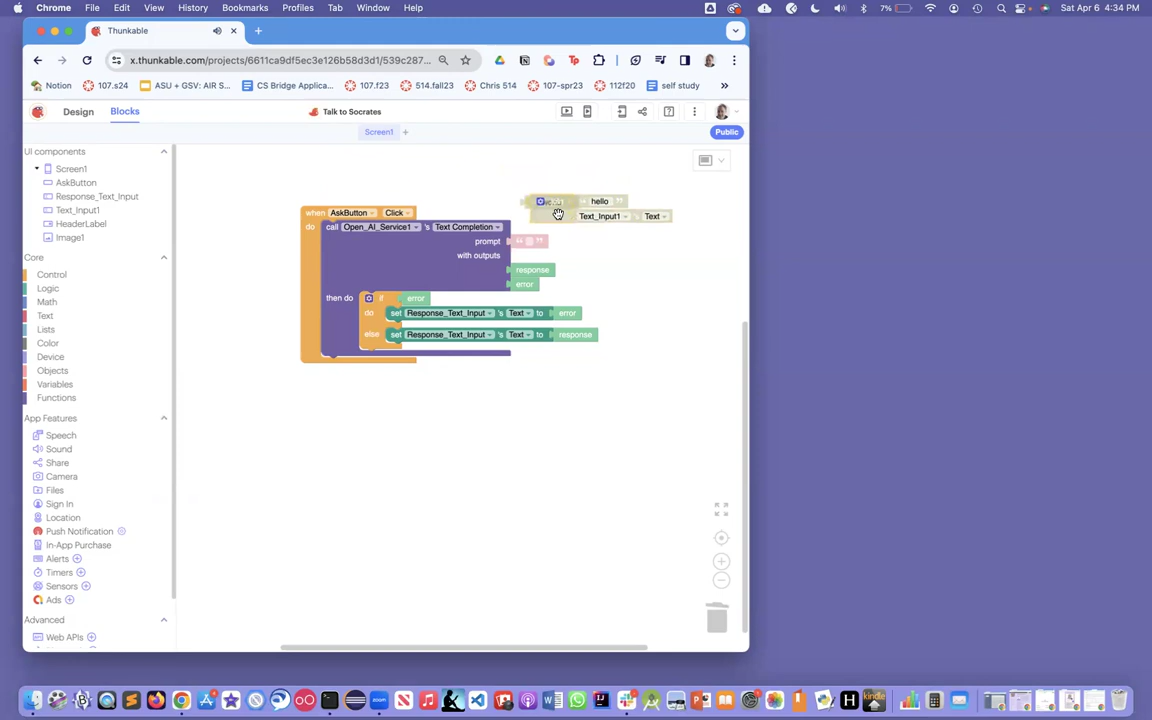 Chrome File Edit View History Bookmarks Profiles Tab Window Help 7% Sat Apr 6 4:34 PM
Thunkable
x.thunkable.com/projects/6611ca9df5ec3e126b58d3d1/539c287...
Notion 107.s24 ASU + GSV: AIR S... CS Bridge Applica... 107.f23 514.fall23 Chris 514 107-spr23 112f20 self study »
Design Blocks Talk to Socrates
Screen1 +
Public
UI components
Screen1
AskButton
Response_Text_Input
Text_Input1
HeaderLabel
Image1
Core
Control
Logic
Math
Text
Lists
Color
Device
Objects
Variables
Functions
App Features
Speech
Sound
Share
Camera
Files
Sign In
Location
Push Notification
In-App Purchase
Alerts
Timers
Sensors
Ads
Advanced
Web APIs
“ hello ”
Text_Input1 's Text
when AskButton Click
do call Open_AI_Service1 's Text Completion
prompt “ ”
with outputs
response
error
then do if error
do set Response_Text_Input 's Text to error
else set Response_Text_Input 's Text to response